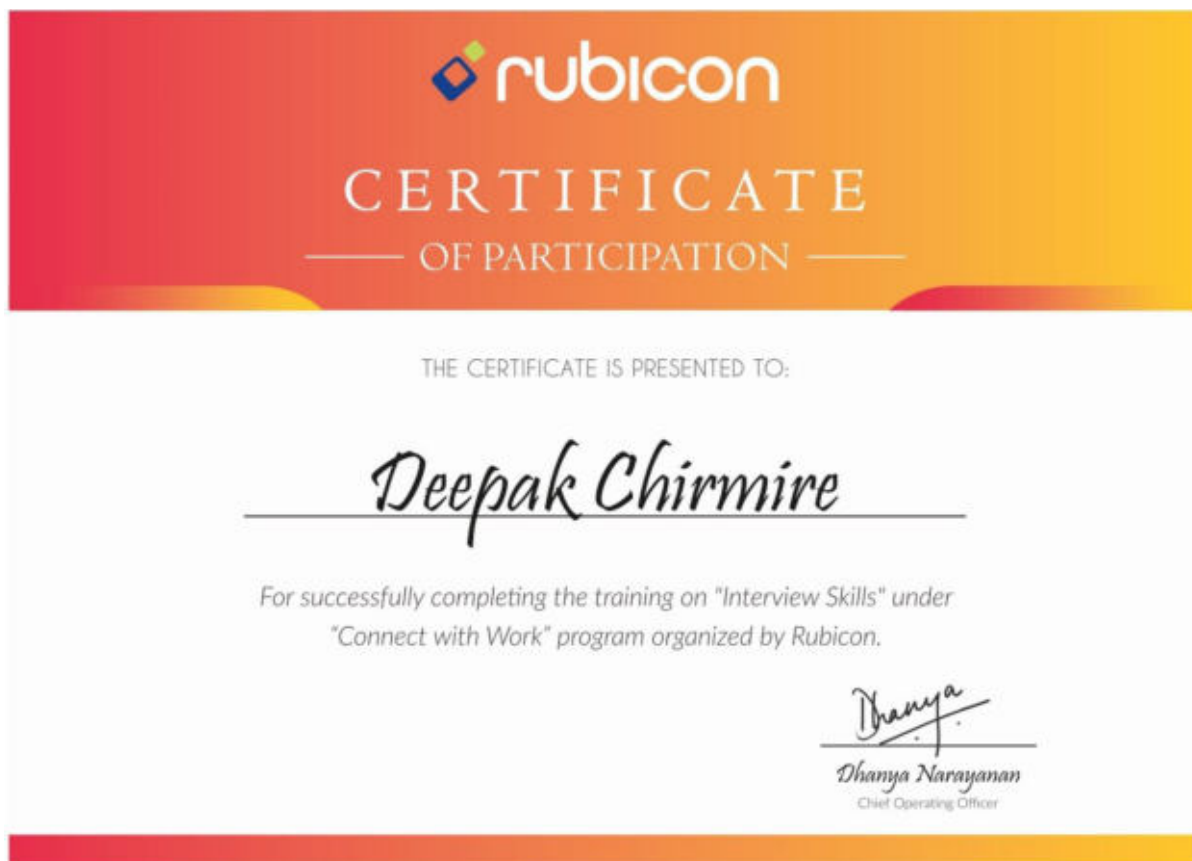 rubicon
CERTIFICATE
OF PARTICIPATION
THE CERTIFICATE IS PRESENTED TO:
Deepak Chirmire
For successfully completing the training on "Interview Skills" under
"Connect with Work" program organized by Rubicon.
Dhanya
Dhanya Narayanan
Chief Operating Officer